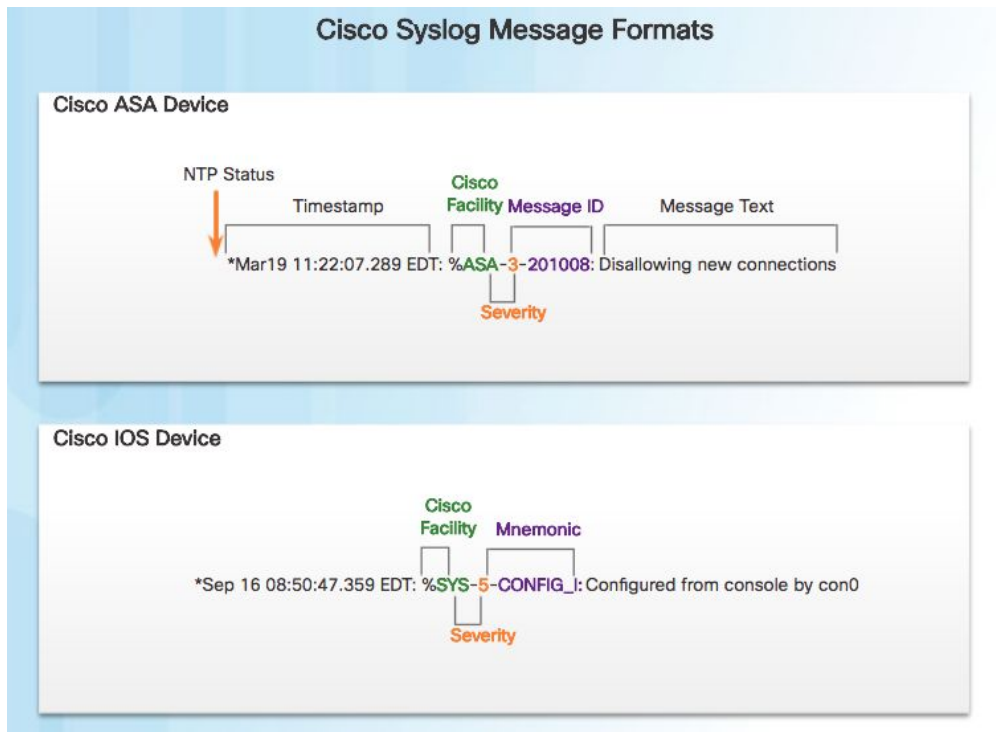 Cisco Syslog Message Formats
Cisco ASA Device
NTP Status
Timestamp
Cisco
Facility
Message ID
Message Text
*Mar19 11:22:07.289 EDT: %ASA-3-201008: Disallowing new connections
Severity
Cisco IOS Device
Cisco
Facility
Mnemonic
*Sep 16 08:50:47.359 EDT: %SYS-5-CONFIG_I: Configured from console by con0
Severity